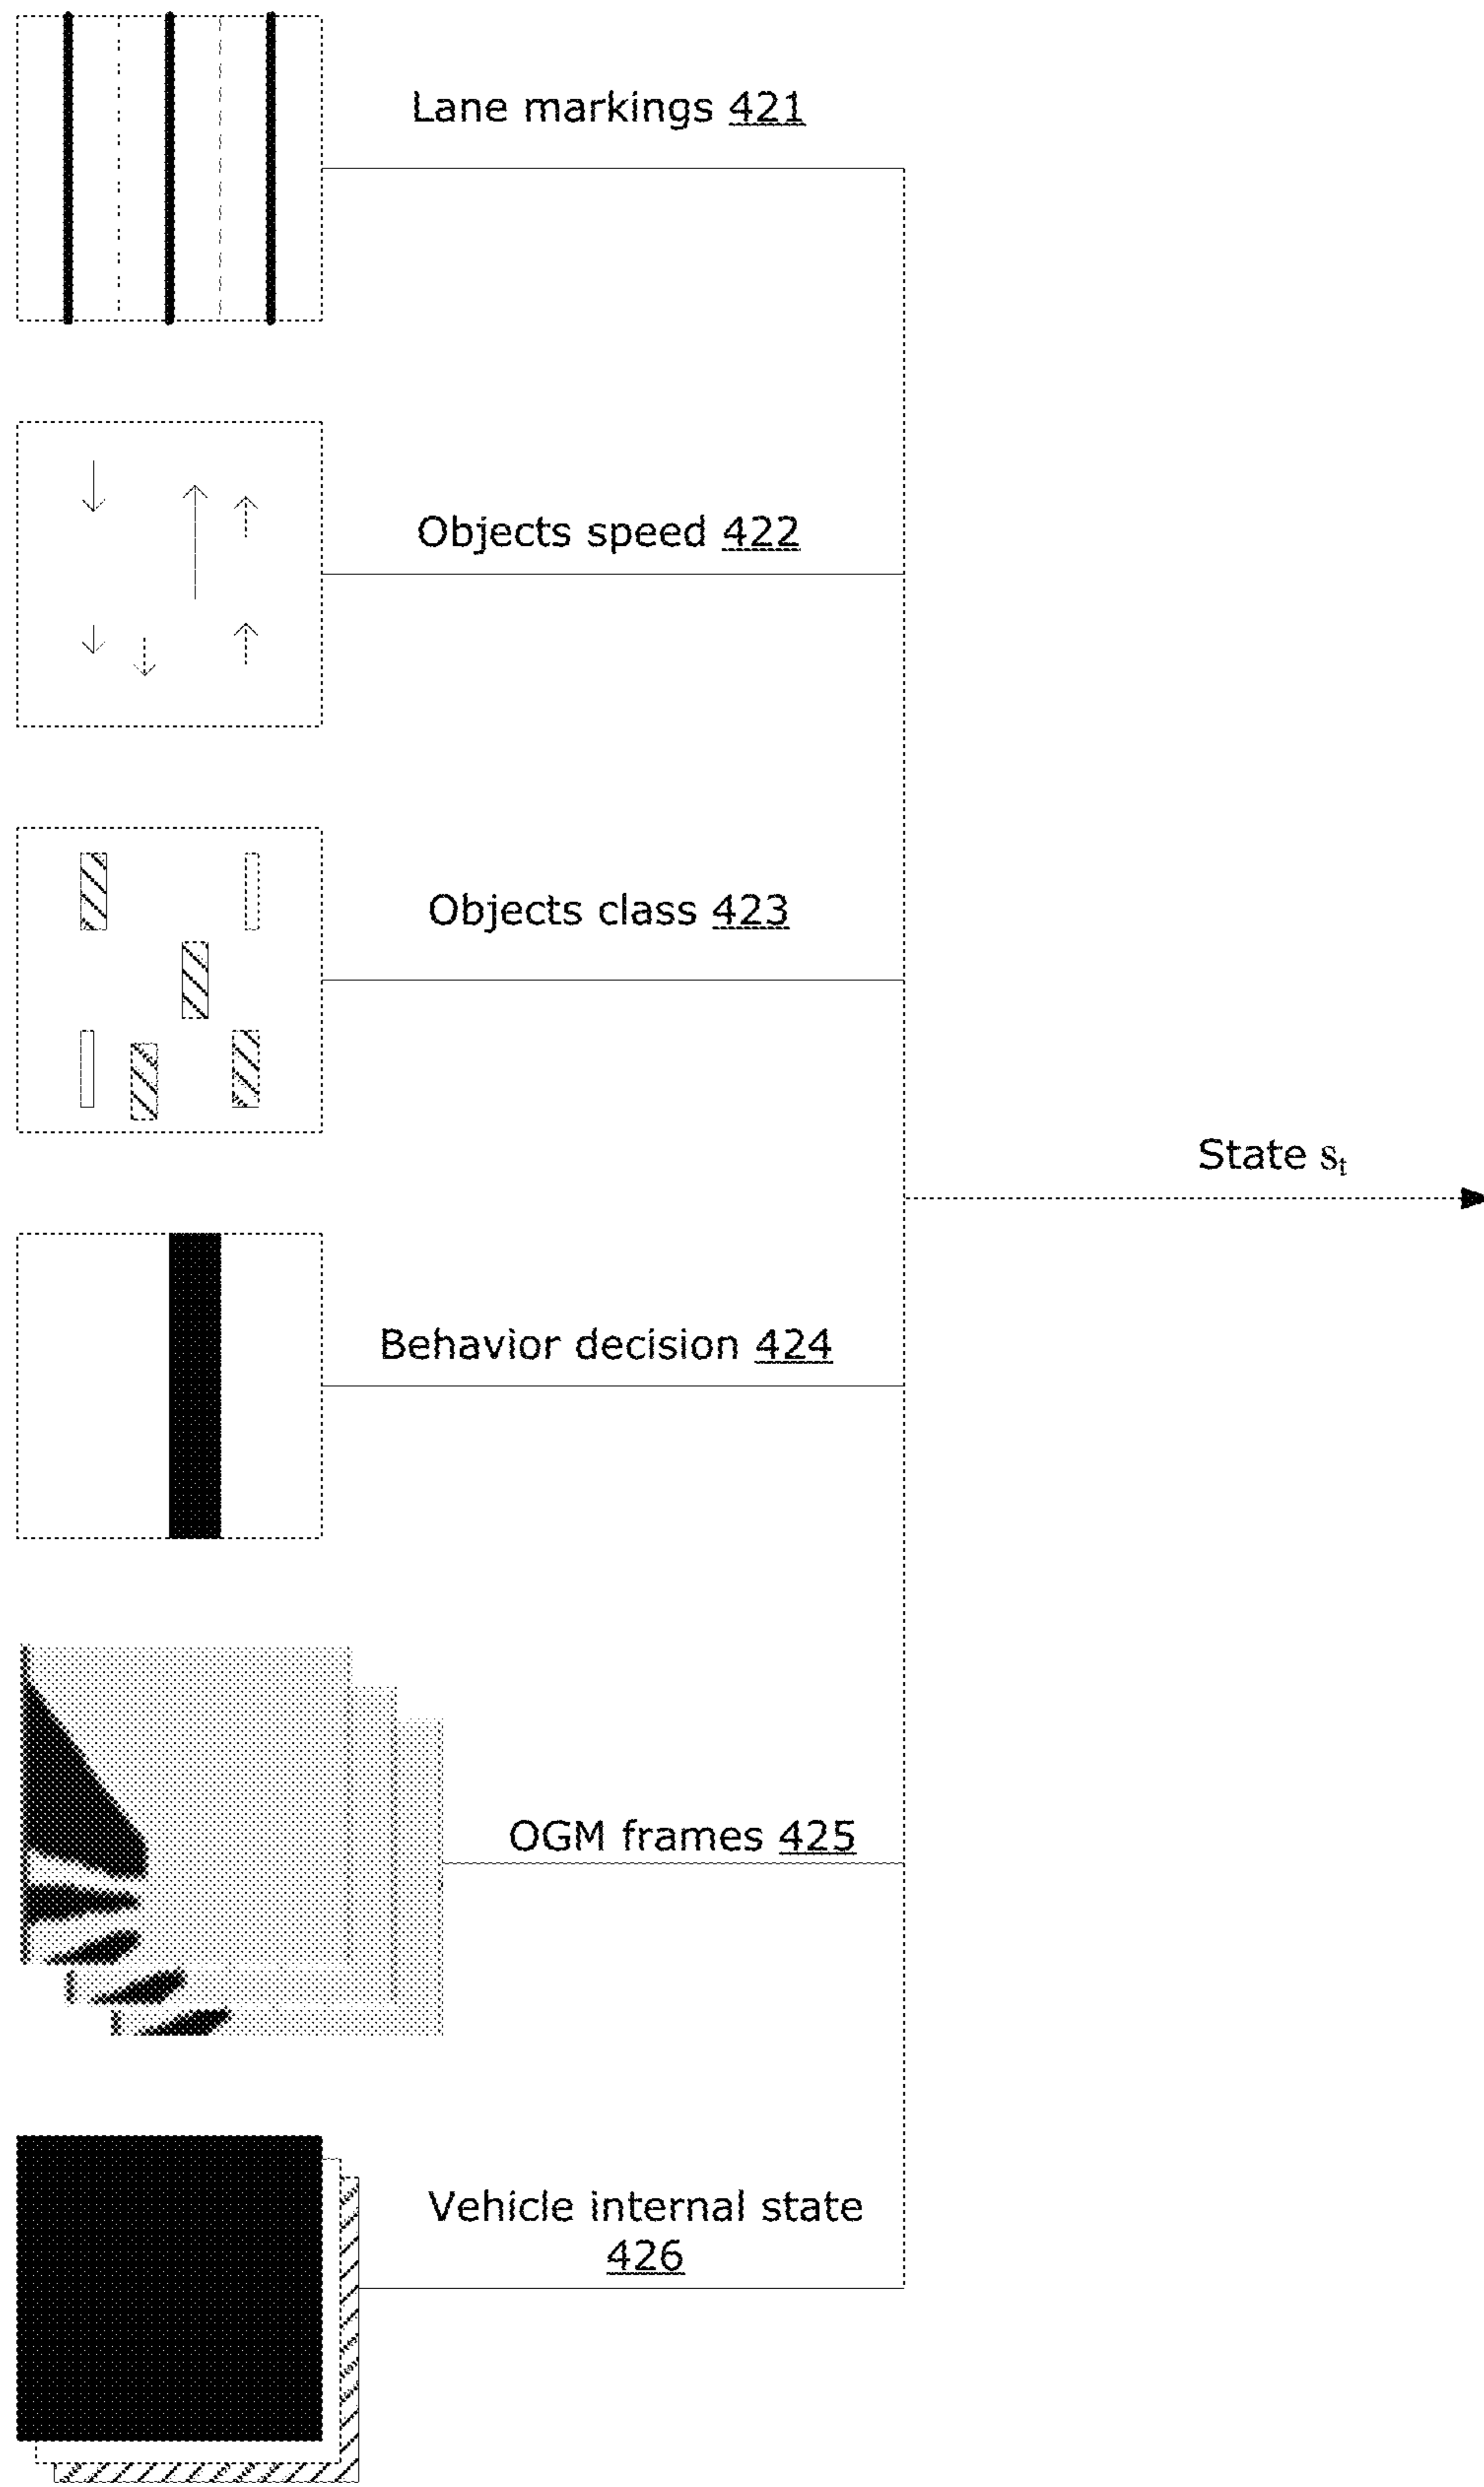 Lane markings 421
Objects speed 422
Objects class 423
State sₜ
Behavior decision 424
OGM frames 425
Vehicle internal state
426